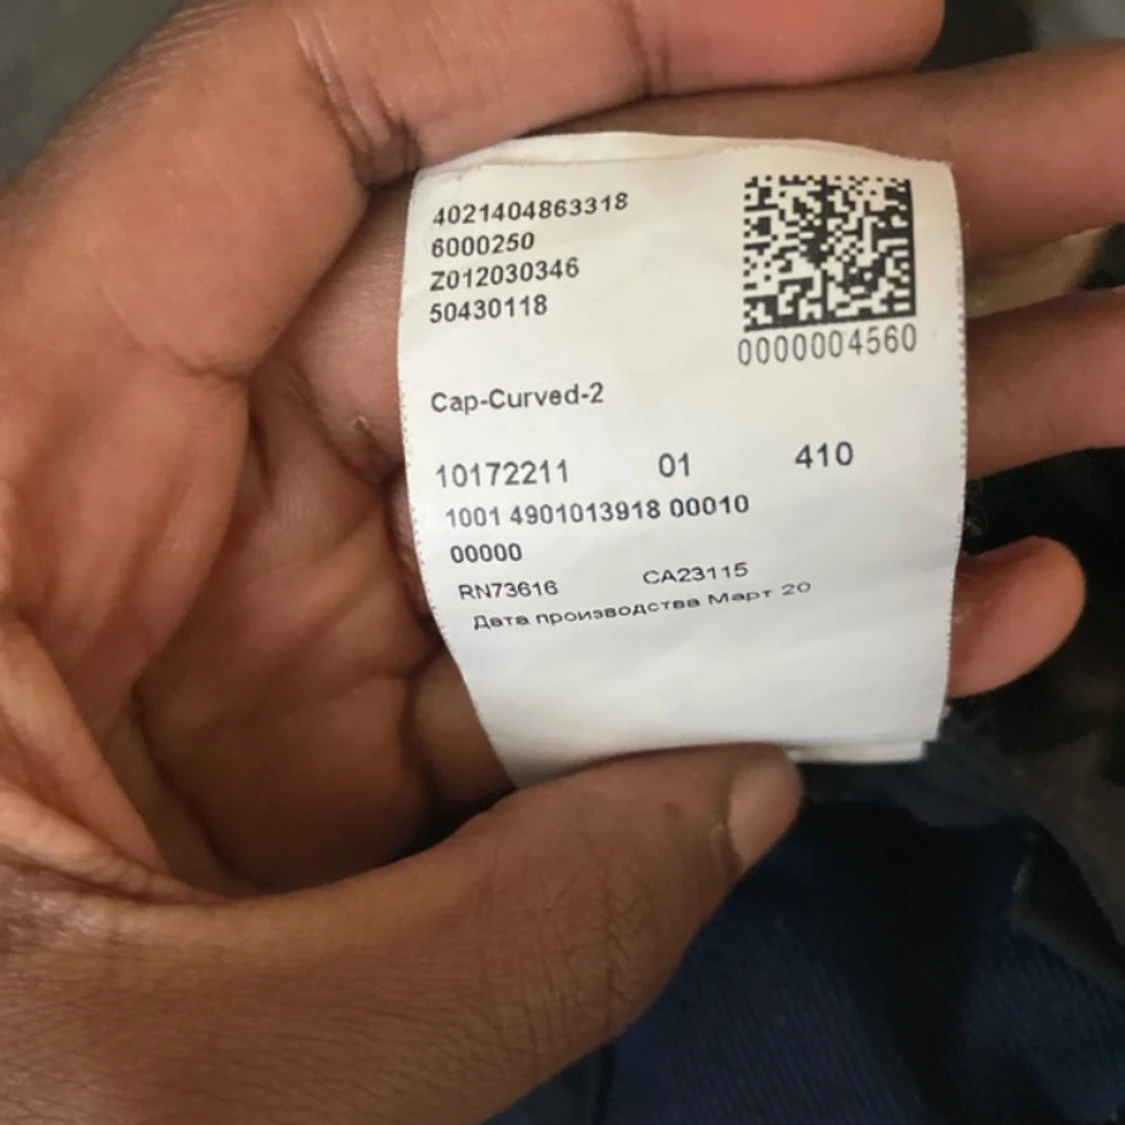 4021404863318
6000250
Z012030346
50430118
0000004560
Cap-Curved-2
10172211 01 410
1001 4901013918 00010
00000
RN73616 CA23115
Дата производства Март 20